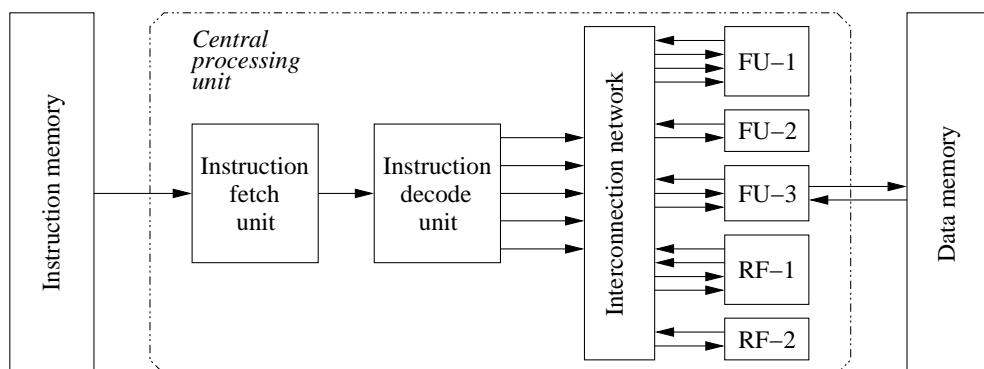 Instruction memory
Central
processing
unit
Instruction
fetch
unit
Instruction
decode
unit
Interconnection network
FU−1
FU−2
FU−3
RF−1
RF−2
Data memory